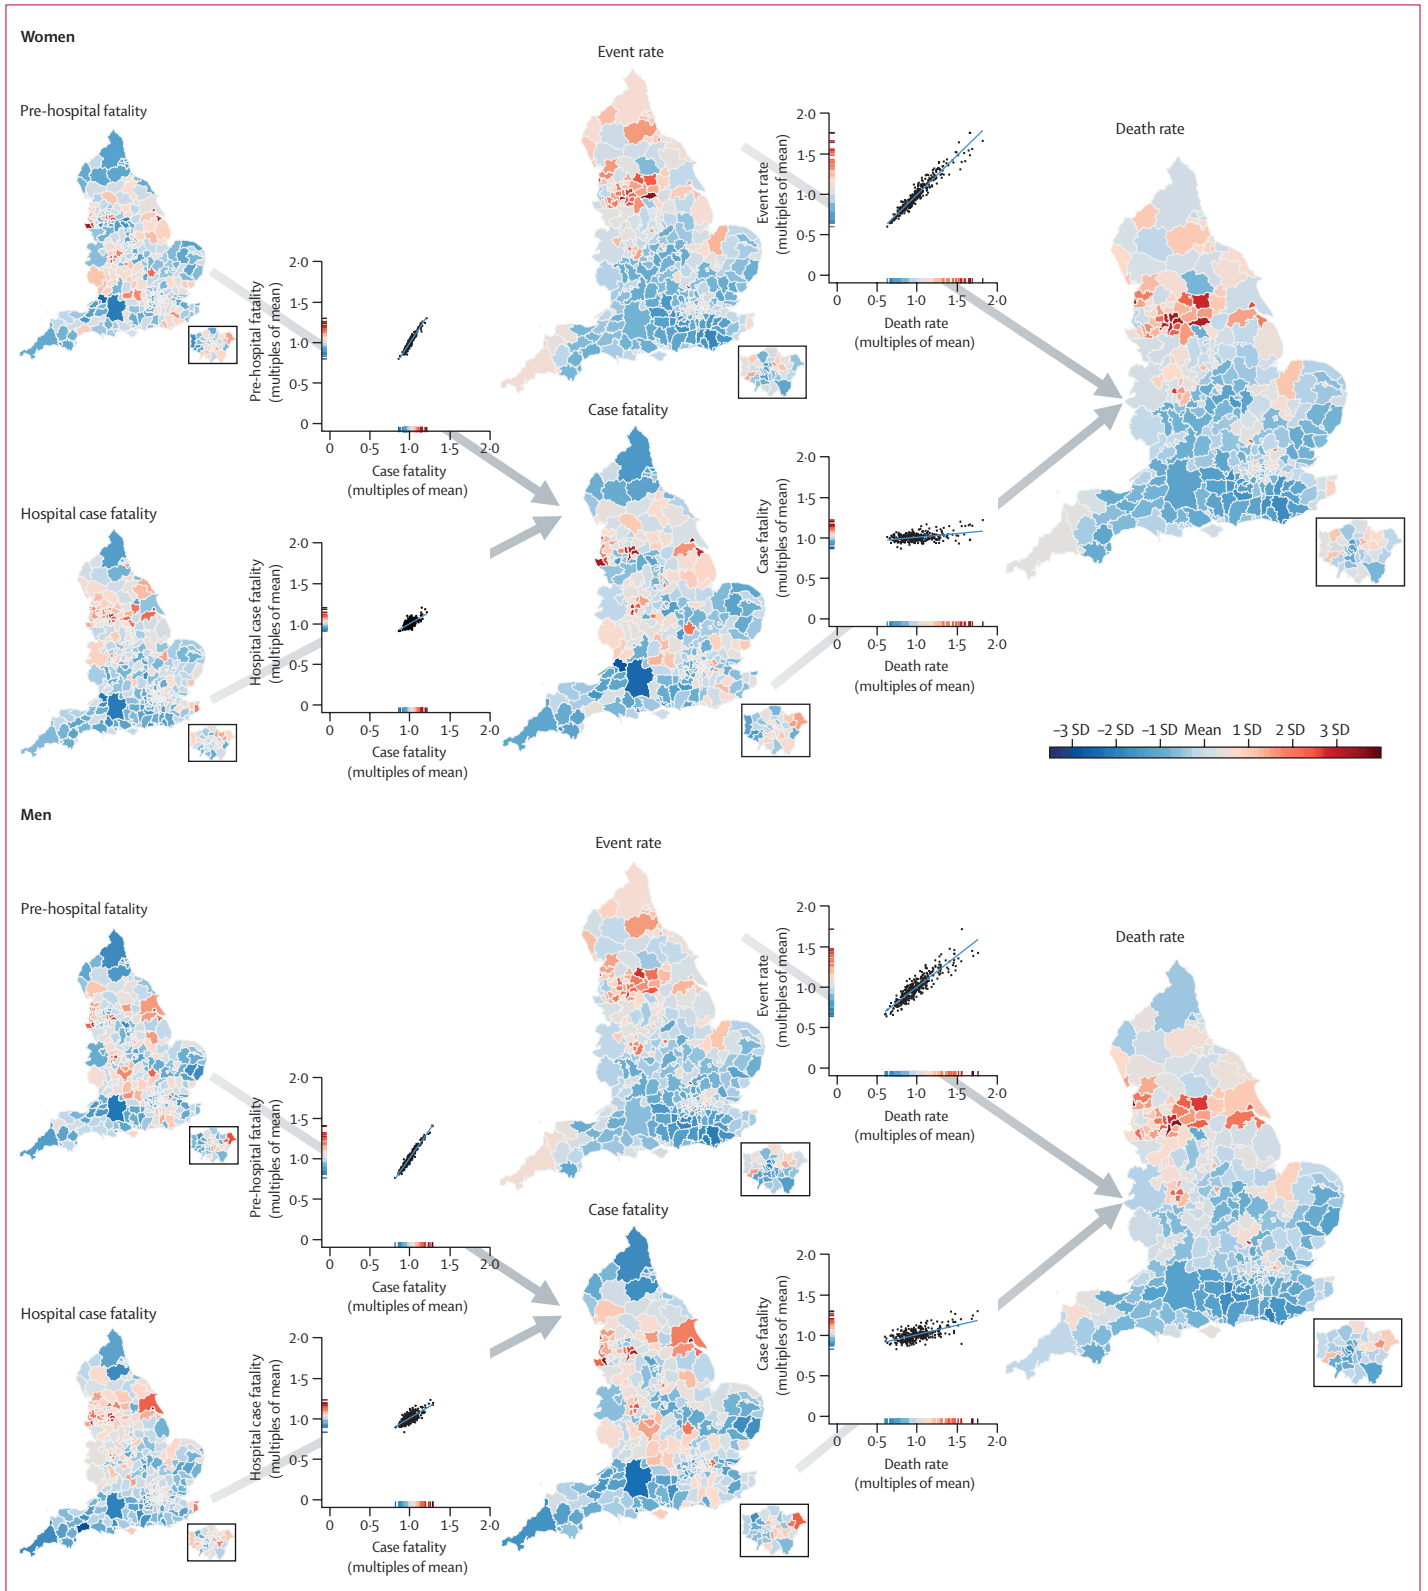 Women
Event rate
Pre-hospital fatality
Death rate
2·0
1·5
1·0
0·5
0
Event rate
(multiples of mean)
0
0·5
1·0
1·5
2·0
Death rate
(multiples of mean)
2·0
1·5
1·0
0·5
0
Pre-hospital fatality
(multiples of mean)
0
0·5
1·0
1·5
2·0
Case fatality
(multiples of mean)
Case fatality
2·0
1·5
1·0
0·5
0
Case fatality
(multiples of mean)
0
0·5
1·0
1·5
2·0
Death rate
(multiples of mean)
Hospital case fatality
2·0
1·5
1·0
0·5
0
Hospital case fatality
(multiples of mean)
0
0·5
1·0
1·5
2·0
Case fatality
(multiples of mean)
–3 SD –2 SD –1 SD Mean 1 SD 2 SD 3 SD
Men
Event rate
Pre-hospital fatality
Death rate
2·0
1·5
1·0
0·5
0
Event rate
(multiples of mean)
0
0·5
1·0
1·5
2·0
Death rate
(multiples of mean)
2·0
1·5
1·0
0·5
0
Pre-hospital fatality
(multiples of mean)
0
0·5
1·0
1·5
2·0
Case fatality
(multiples of mean)
Case fatality
2·0
1·5
1·0
0·5
0
Case fatality
(multiples of mean)
0
0·5
1·0
1·5
2·0
Death rate
(multiples of mean)
Hospital case fatality
2·0
1·5
1·0
0·5
0
Hospital case fatality
(multiples of mean)
0
0·5
1·0
1·5
2·0
Case fatality
(multiples of mean)